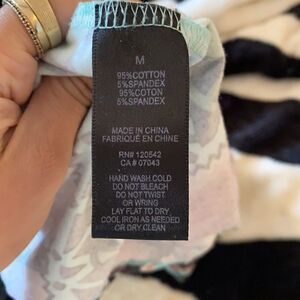 M
95%COTTON
5%SPANDEX
95%COTON
5%SPANDEX
MADE IN CHINA
FABRIQUÉ EN CHINE
RN# 120542
CA# 07043
HAND WASH COLD
DO NOT BLEACH
DO NOT TWIST
OR WRING
LAY FLAT TO DRY
COOL IRON AS NEEDED
OR DRY CLEAN